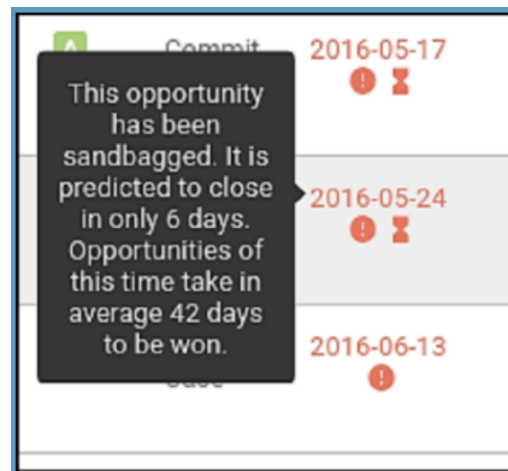 A
Commit
2016-05-17
This opportunity
has been
sandbagged. It is
predicted to close
in only 6 days.
Opportunities of
this time take in
average 42 days
to be won.
2016-05-24
2016-06-13